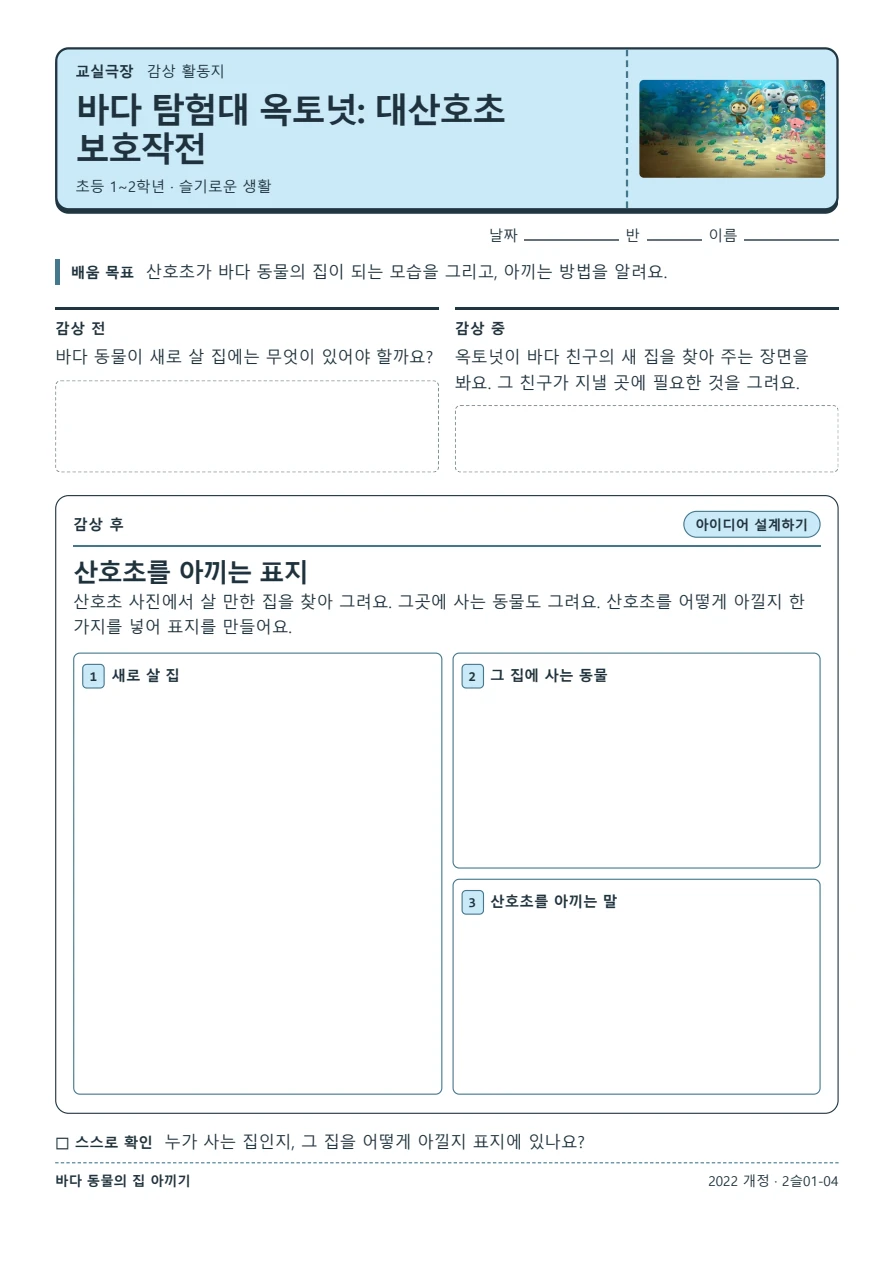 교실극장 감상 활동지
바다 탐험대 옥토넛: 대산호초
보호작전
초등 1~2학년 · 슬기로운 생활
날짜 반 이름
배움 목표 산호초가 바다 동물의 집이 되는 모습을 그리고, 아끼는 방법을 알려요.
감상 전
바다 동물이 새로 살 집에는 무엇이 있어야 할까요?
감상 중
옥토넛이 바다 친구의 새 집을 찾아 주는 장면을
봐요. 그 친구가 지낼 곳에 필요한 것을 그려요.
감상 후
아이디어 설계하기
산호초를 아끼는 표지
산호초 사진에서 살 만한 집을 찾아 그려요. 그곳에 사는 동물도 그려요. 산호초를 어떻게 아낄지 한
가지를 넣어 표지를 만들어요.
1 새로 살 집
2 그 집에 사는 동물
3 산호초를 아끼는 말
스스로 확인 누가 사는 집인지, 그 집을 어떻게 아낄지 표지에 있나요?
바다 동물의 집 아끼기
2022 개정 · 2슬01-04